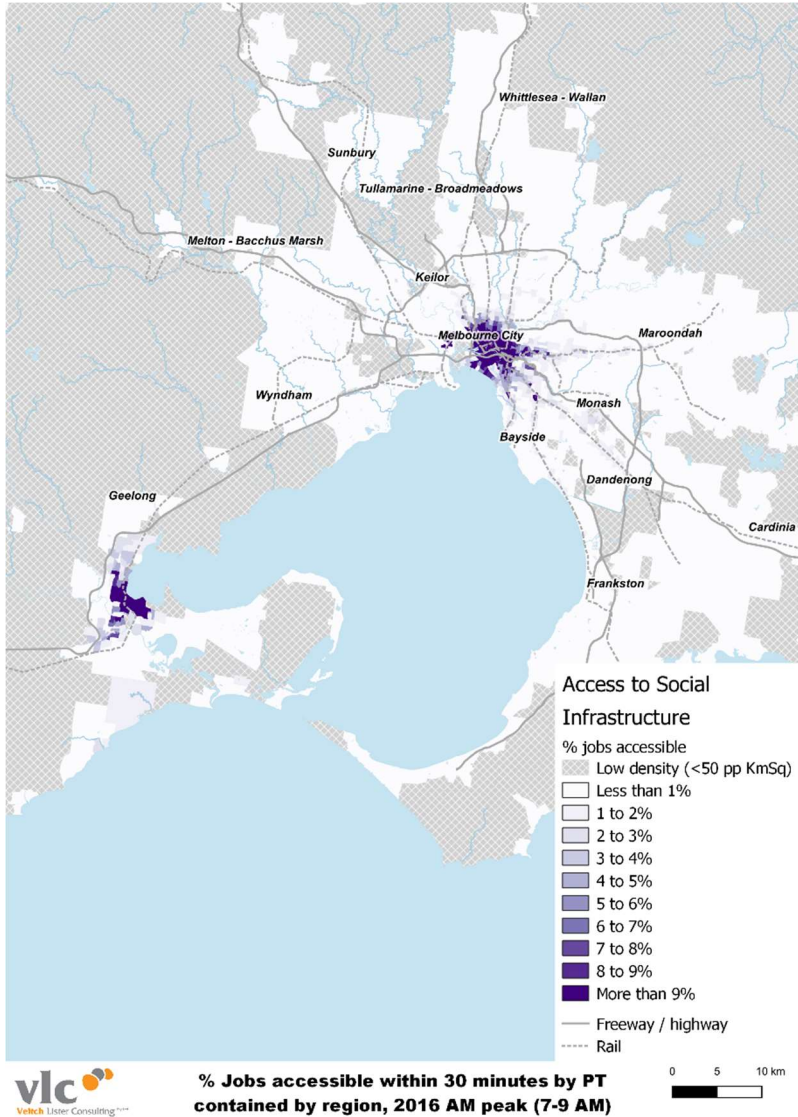 Whittlesea - Wallan
Sunbury
Tullamarine - Broadmeadows
Melton - Bacchus Marsh
Keilor
Melbourne City
Maroondah
Wyndham
Monash
Bayside
Dandenong
Geelong
Cardinia
Frankston
Access to Social
Infrastructure
% jobs accessible
Low density (<50 pp KmSq)
Less than 1%
1 to 2%
2 to 3%
3 to 4%
4 to 5%
5 to 6%
6 to 7%
7 to 8%
8 to 9%
More than 9%
Freeway / highway
Rail
0 5 10 km
vlc
Veitch Lister Consulting
% Jobs accessible within 30 minutes by PT
contained by region, 2016 AM peak (7-9 AM)